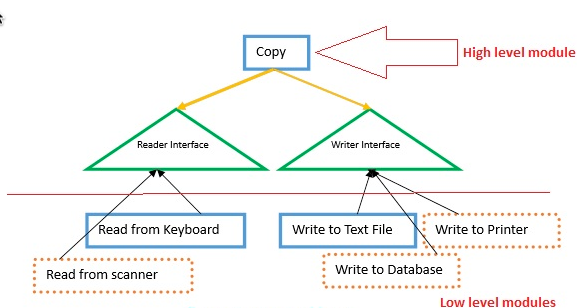 Copy
High level module
Reader Interface
Writer Interface
Read from Keyboard
Write to Text File
Write to Printer
Read from scanner
Write to Database
Low level modules